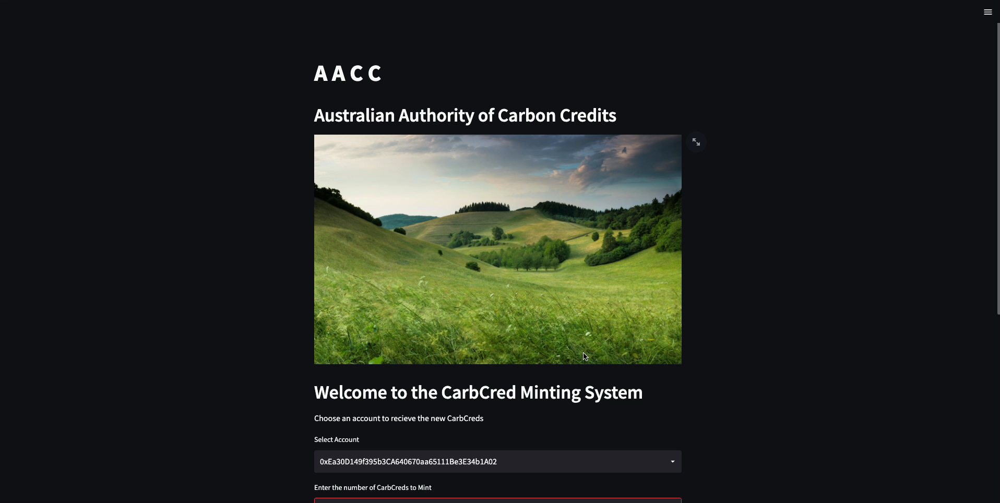 A A C C
Australian Authority of Carbon Credits
Welcome to the CarbCred Minting System
Choose an account to recieve the new CarbCreds
Select Account
0xEa30D149f395b3CA640670aa65111Be3E34b1A02
Enter the number of CarbCreds to Mint